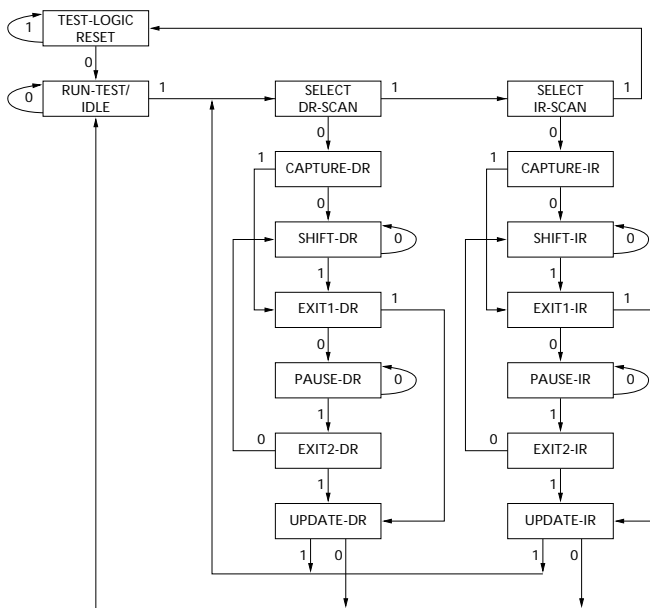 TEST-LOGIC
RESET
1
0
RUN-TEST/
IDLE
0
1
SELECT
DR-SCAN
1
SELECT
IR-SCAN
1
0
0
1
CAPTURE-DR
1
CAPTURE-IR
0
0
SHIFT-DR
0
SHIFT-IR
0
1
1
EXIT1-DR
1
EXIT1-IR
1
0
0
PAUSE-DR
0
PAUSE-IR
0
1
1
0
EXIT2-DR
0
EXIT2-IR
1
1
UPDATE-DR
UPDATE-IR
1
0
1
0